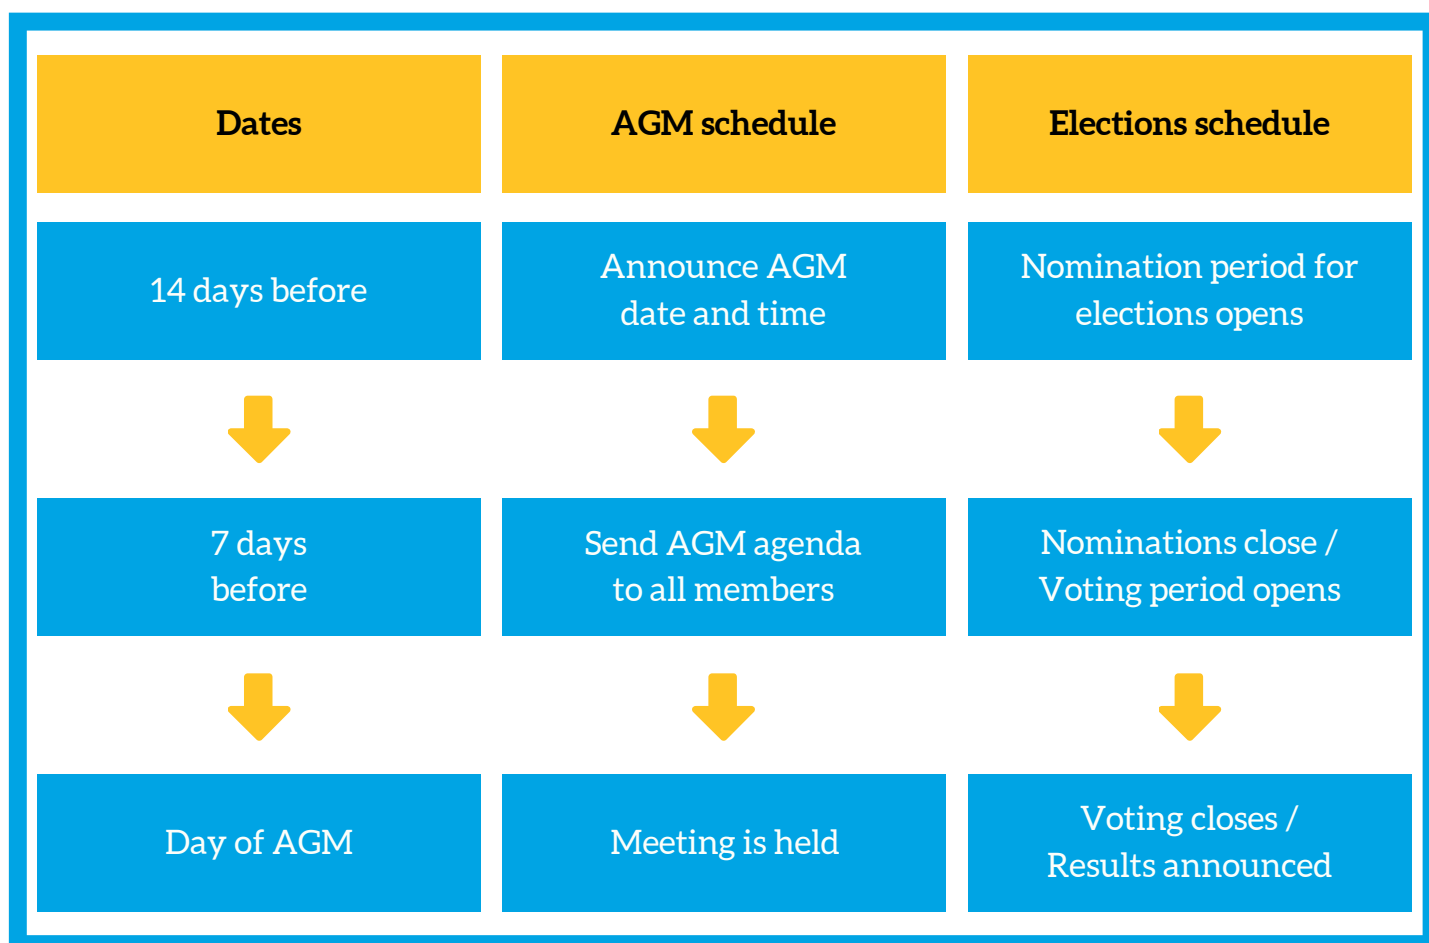 Dates
AGM schedule
Elections schedule
14 days before
Announce AGM
date and time
Nomination period for
elections opens
7 days
before
Send AGM agenda
to all members
Nominations close /
Voting period opens
Day of AGM
Meeting is held
Voting closes /
Results announced